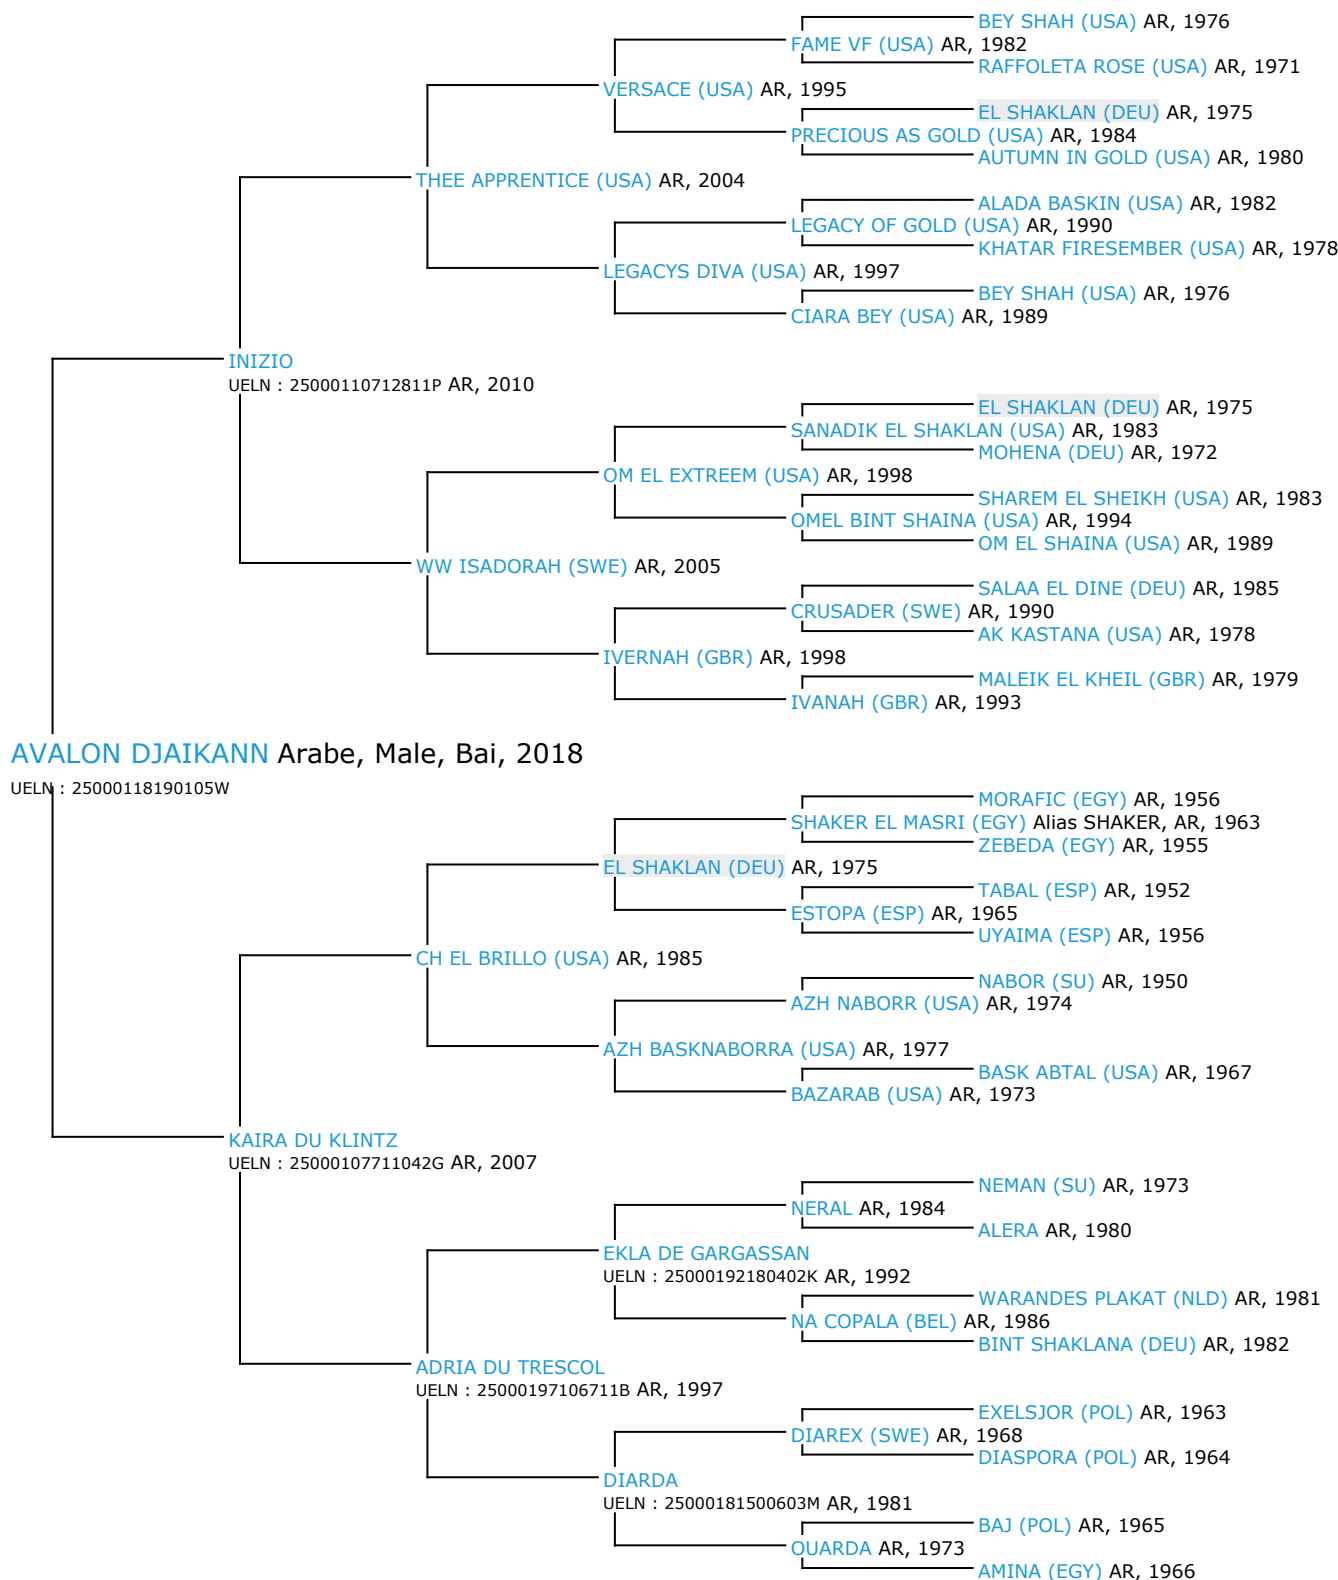 BEY SHAH (USA) AR, 1976
FAME VF (USA) AR, 1982
RAFFOLETA ROSE (USA) AR, 1971
VERSACE (USA) AR, 1995
EL SHAKLAN (DEU) AR, 1975
PRECIOUS AS GOLD (USA) AR, 1984
AUTUMN IN GOLD (USA) AR, 1980
THEE APPRENTICE (USA) AR, 2004
ALADA BASKIN (USA) AR, 1982
LEGACY OF GOLD (USA) AR, 1990
KHATAR FIRESEMBER (USA) AR, 1978
LEGACYS DIVA (USA) AR, 1997
BEY SHAH (USA) AR, 1976
CIARA BEY (USA) AR, 1989
INIZIO
UELN : 25000110712811P AR, 2010
EL SHAKLAN (DEU) AR, 1975
SANADIK EL SHAKLAN (USA) AR, 1983
MOHENA (DEU) AR, 1972
OM EL EXTREEM (USA) AR, 1998
SHAREM EL SHEIKH (USA) AR, 1983
OMEL BINT SHAINA (USA) AR, 1994
OM EL SHAINA (USA) AR, 1989
WW ISADORAH (SWE) AR, 2005
SALAA EL DINE (DEU) AR, 1985
CRUSADER (SWE) AR, 1990
AK KASTANA (USA) AR, 1978
IVERNAH (GBR) AR, 1998
MALEIK EL KHEIL (GBR) AR, 1979
IVANAH (GBR) AR, 1993
AVALON DJAIKANN Arabe, Male, Bai, 2018
UELN : 25000118190105W
MORAFIC (EGY) AR, 1956
SHAKER EL MASRI (EGY) Alias SHAKER, AR, 1963
ZEBEDA (EGY) AR, 1955
EL SHAKLAN (DEU) AR, 1975
TABAL (ESP) AR, 1952
ESTOPA (ESP) AR, 1965
UYAIMA (ESP) AR, 1956
CH EL BRILLO (USA) AR, 1985
NABOR (SU) AR, 1950
AZH NABORR (USA) AR, 1974
AZH BASKNABORRA (USA) AR, 1977
BASK ABTAL (USA) AR, 1967
BAZARAB (USA) AR, 1973
KAIRA DU KLINTZ
UELN : 25000107711042G AR, 2007
NEMAN (SU) AR, 1973
NERAL AR, 1984
ALERA AR, 1980
EKLA DE GARGASSAN
UELN : 25000192180402K AR, 1992
WARANDES PLAKAT (NLD) AR, 1981
NA COPALA (BEL) AR, 1986
BINT SHAKLANA (DEU) AR, 1982
ADRIA DU TRESCOL
UELN : 25000197106711B AR, 1997
EXELSJOR (POL) AR, 1963
DIAREX (SWE) AR, 1968
DIASPORA (POL) AR, 1964
DIARDA
UELN : 25000181500603M AR, 1981
BAJ (POL) AR, 1965
OUARDA AR, 1973
AMINA (EGY) AR, 1966